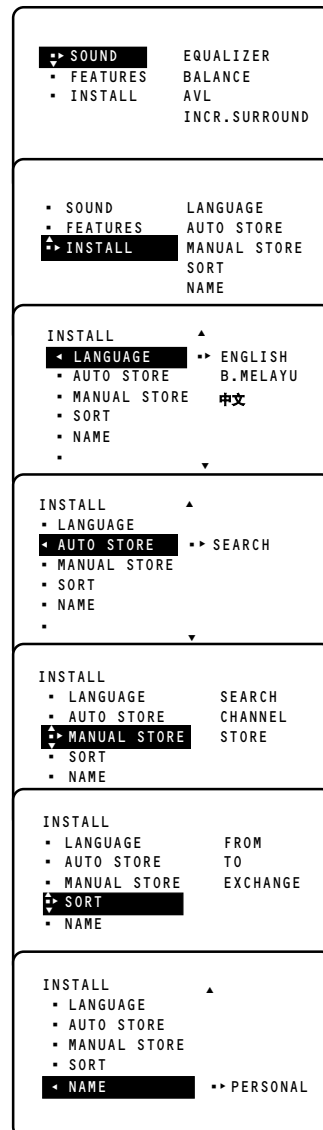 SOUND EQUALIZER
FEATURES BALANCE
INSTALL AVL
INCR.SURROUND
SOUND LANGUAGE
FEATURES AUTO STORE
INSTALL MANUAL STORE
SORT
NAME
INSTALL
LANGUAGE ENGLISH
AUTO STORE B.MELAYU
MANUAL STORE 中文
SORT
NAME
INSTALL
LANGUAGE
AUTO STORE SEARCH
MANUAL STORE
SORT
NAME
INSTALL
LANGUAGE SEARCH
AUTO STORE CHANNEL
MANUAL STORE STORE
SORT
NAME
INSTALL
LANGUAGE FROM
AUTO STORE TO
MANUAL STORE EXCHANGE
SORT
NAME
INSTALL
LANGUAGE
AUTO STORE
MANUAL STORE
SORT
NAME PERSONAL